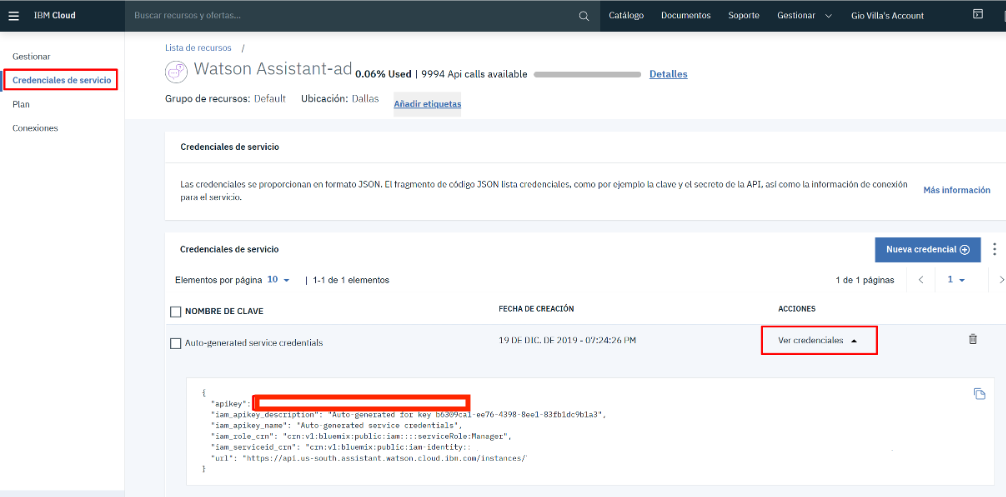 IBM Cloud
Buscar recursos y ofertas...
Catálogo
Documentos
Soporte
Gestionar
Gio Villa's Account
Gestionar
Credenciales de servicio
Plan
Conexiones
Lista de recursos /
Watson Assistant-ad 0.06% Used | 9994 Api calls available Detalles
Grupo de recursos: Default Ubicación: Dallas Añadir etiquetas
Credenciales de servicio
Las credenciales se proporcionan en formato JSON. El fragmento de código JSON lista credenciales, como por ejemplo la clave y el secreto de la API, así como la información de conexión
para el servicio.
Más información
Credenciales de servicio
Nueva credencial
Elementos por página 10 | 1-1 de 1 elementos
1 de 1 páginas < 1 >
NOMBRE DE CLAVE FECHA DE CREACIÓN ACCIONES
Auto-generated service credentials 19 DE DIC. DE 2019 - 07:24:26 PM Ver credenciales
{
"apikey":
"iam_apikey_description": "Auto-generated for key b6309ca1-ee76-4398-8ee1-83fb1dc9b1a3",
"iam_apikey_name": "Auto-generated service credentials",
"iam_role_crn": "crn:v1:bluemix:public:iam::::serviceRole:Manager",
"iam_serviceid_crn": "crn:v1:bluemix:public:iam-identity::
"url": "https://api.us-south.assistant.watson.cloud.ibm.com/instances/
}